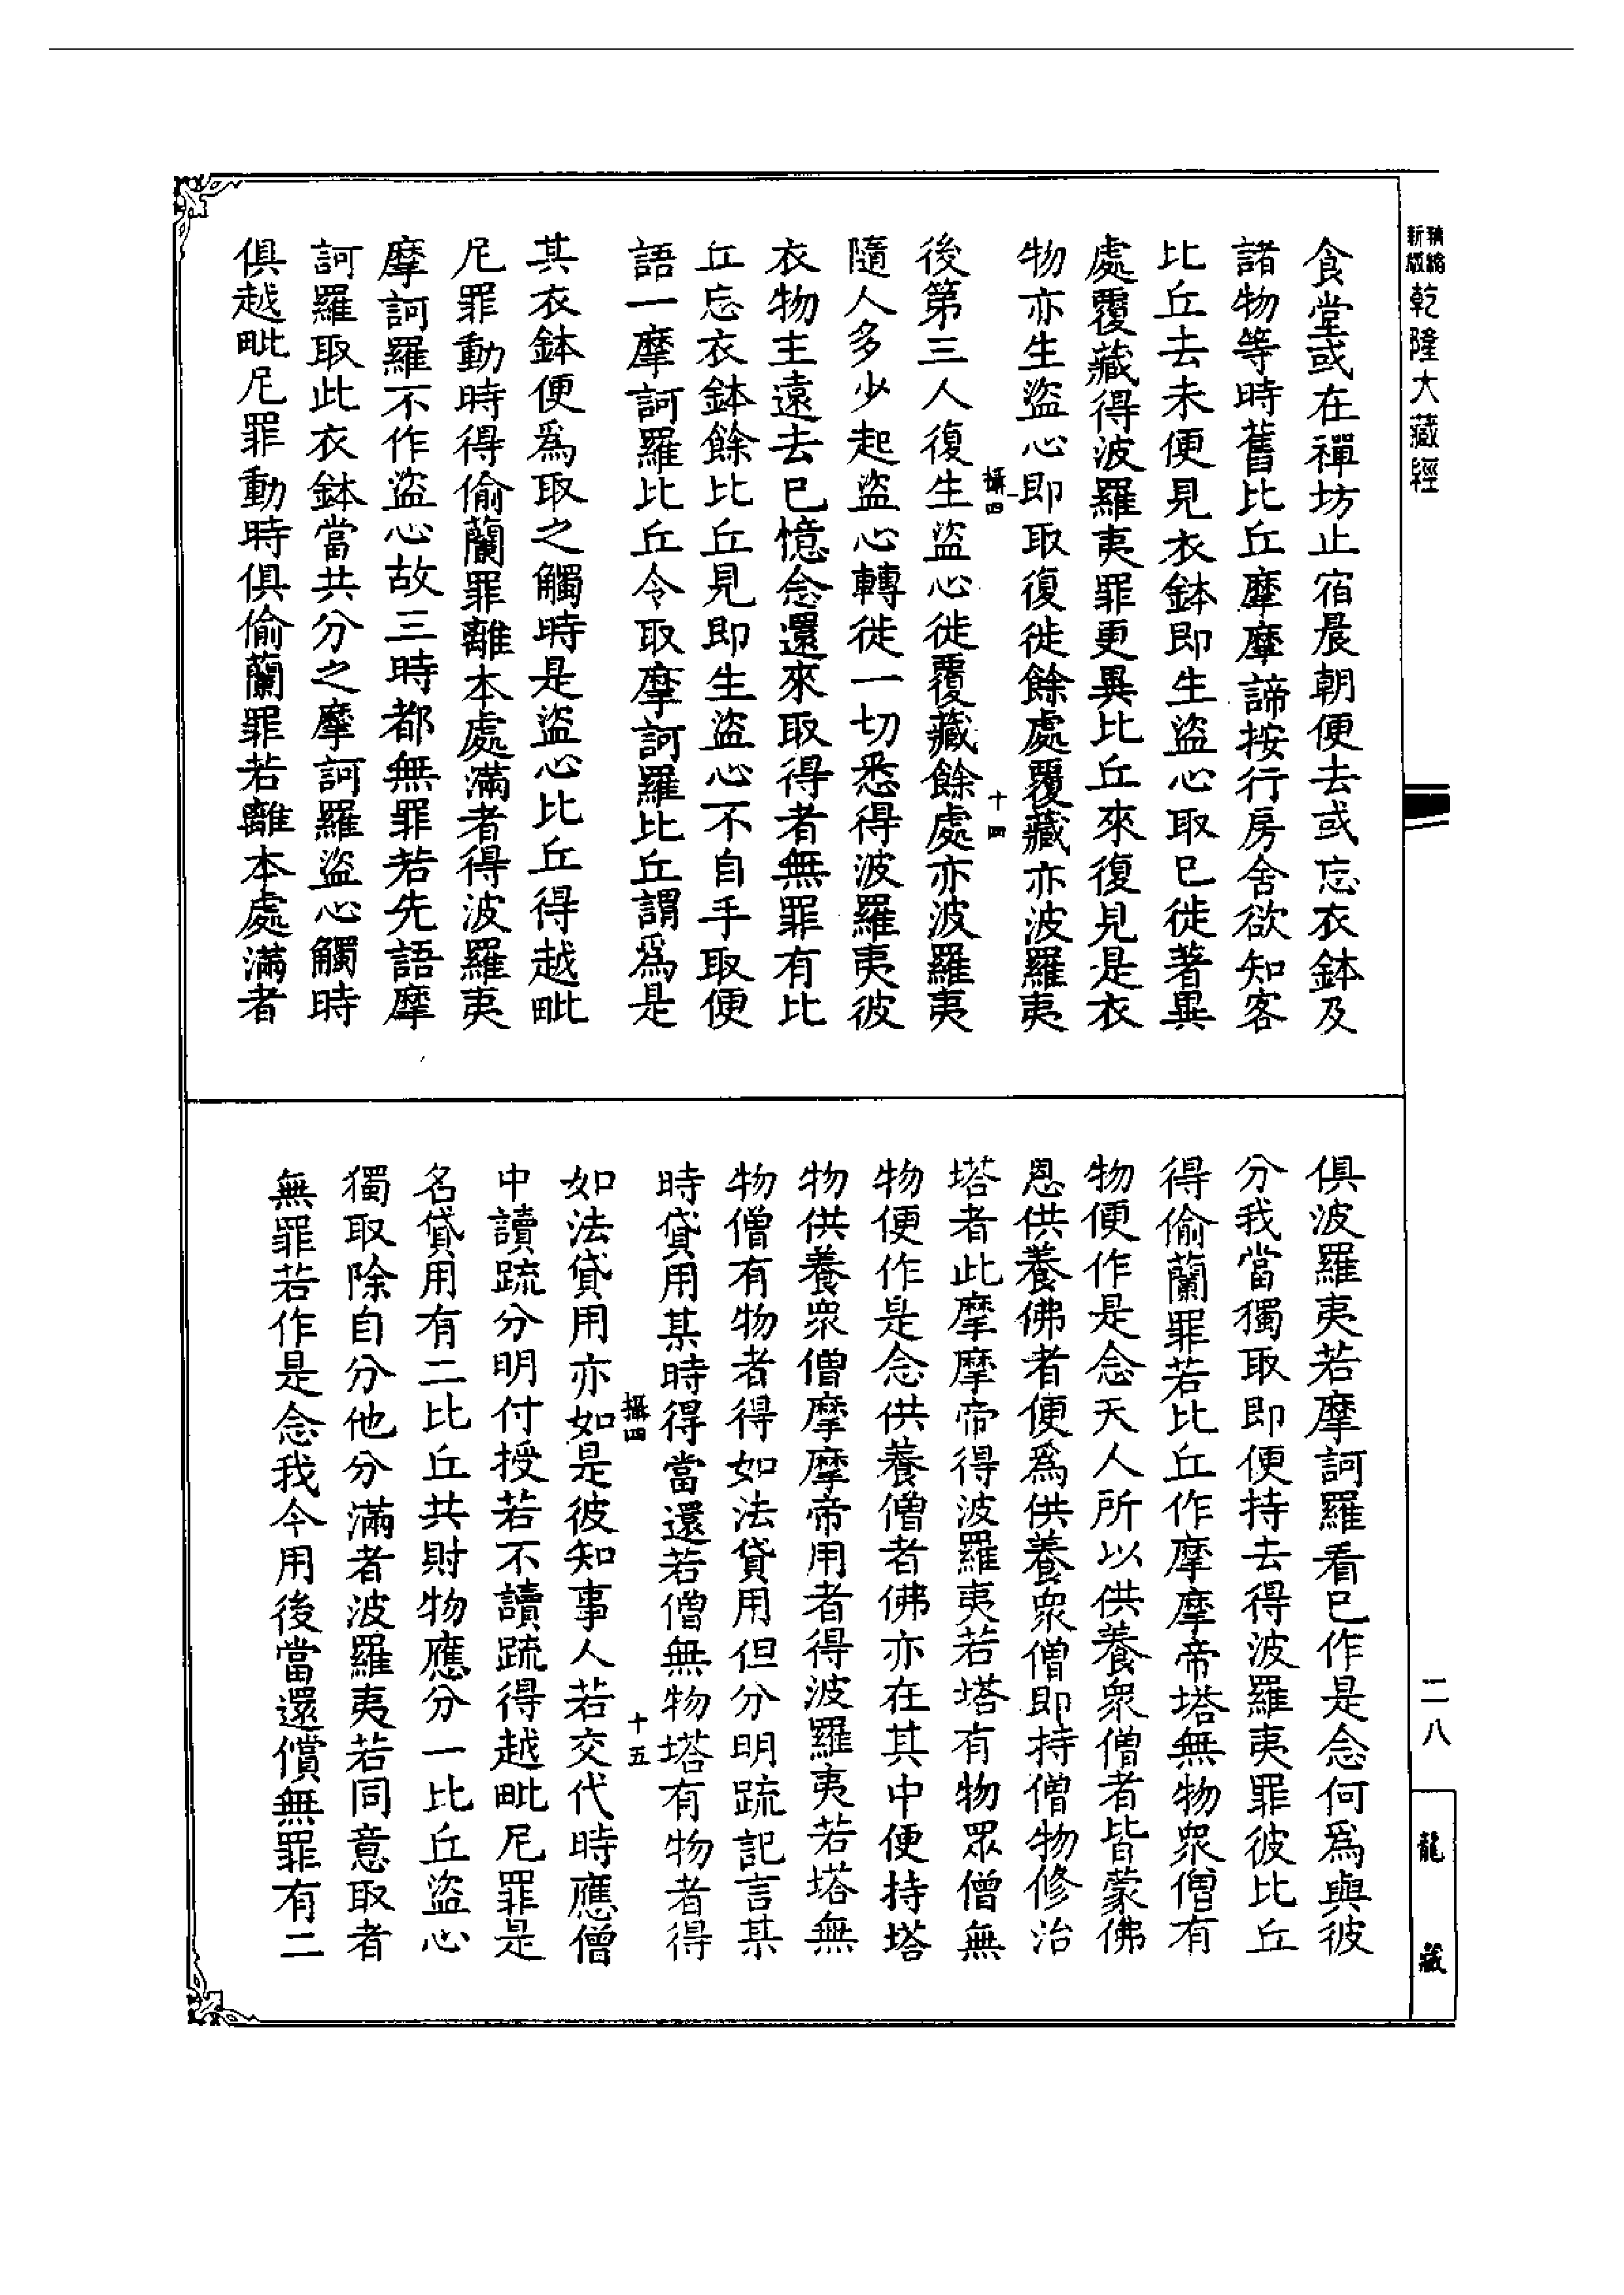 新版精縮乾隆大藏經
食堂或在禪坊止宿晨朝便去或忘衣鉢及
諸物等時舊比丘摩摩諦按行房舍欲知客
比丘去未便見衣鉢即生盜心取已徙著異
處覆藏得波羅夷罪更異比丘來復見是衣
物亦生盜心即取復徙餘處覆藏亦波羅夷
攝四
十四
後第三人復生盜心徙覆藏餘處亦波羅夷
隨人多少起盜心轉徙一切悉得波羅夷彼
衣物主遠去已憶念還來取得者無罪有比
丘忘衣鉢餘比丘見即生盜心不自手取便
語一摩訶羅比丘令取摩訶羅比丘謂爲是
其衣鉢便爲取之觸時是盜心比丘得越毗
尼罪動時得偷蘭罪離本處滿者得波羅夷
摩訶羅不作盜心故三時都無罪若先語摩
訶羅取此衣鉢當共分之摩訶羅盜心觸時
俱越毗尼罪動時俱偷蘭罪若離本處滿者
俱波羅夷若摩訶羅看已作是念何爲與彼
分我當獨取即便持去得波羅夷罪彼比丘
得偷蘭罪若比丘作摩摩帝塔無物衆僧有
物便作是念天人所以供養衆僧者皆蒙佛
恩供養佛者便爲供養衆僧即持僧物修治
塔者此摩摩帝得波羅夷若塔有物眾僧無
物便作是念供養僧者佛亦在其中便持塔
物供養衆僧摩摩帝用者得波羅夷若塔無
物僧有物者得如法貸用但分明疏記言某
時貸用某時得當還若僧無物塔有物者得
攝四
十五
如法貸用亦如是彼知事人若交代時應僧
中讀疏分明付授若不讀疏得越毗尼罪是
名貸用有二比丘共財物應分一比丘盜心
獨取除自分他分滿者波羅夷若同意取者
無罪若作是念我今用後當還償無罪有二
二八
龍藏